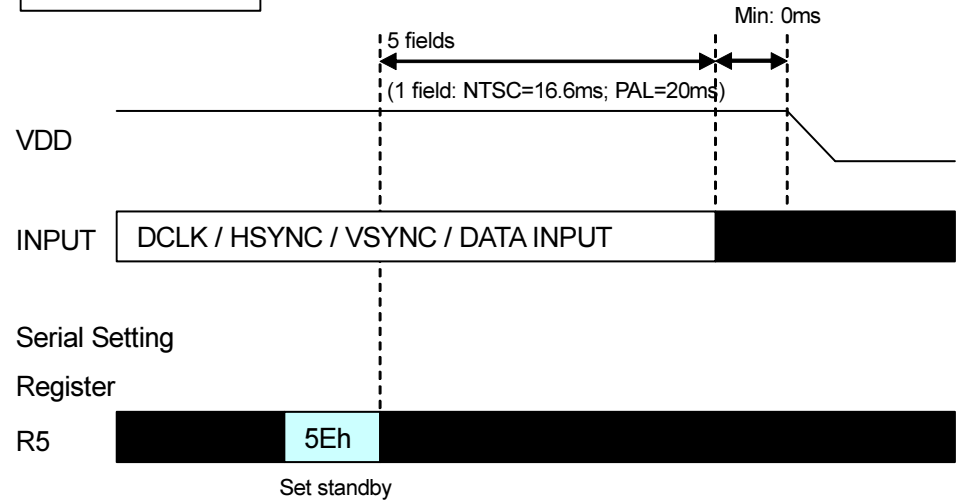 Min: 0ms
5 fields
(1 field: NTSC=16.6ms; PAL=20ms)
VDD
INPUT
DCLK / HSYNC / VSYNC / DATA INPUT
Serial Setting
Register
R5
5Eh
Set standby